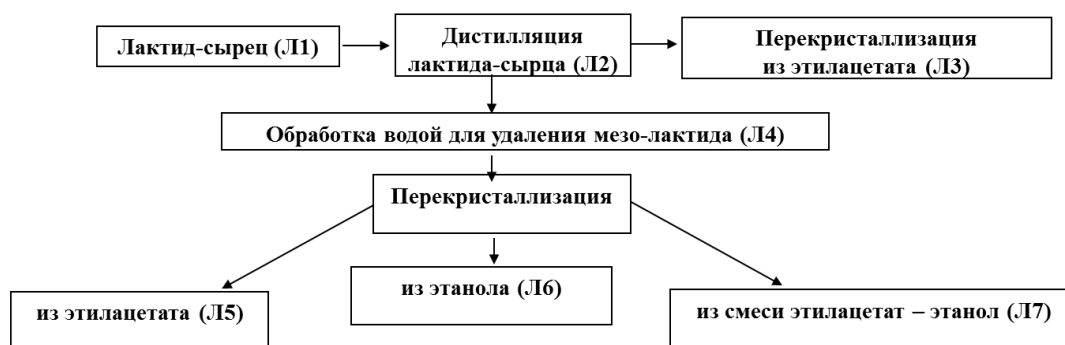 Лактид-сырец (Л1)
Дистилляция
лактида-сырца (Л2)
Перекристаллизация
из этилацетата (Л3)
Обработка водой для удаления мезо-лактида (Л4)
Перекристаллизация
из этилацетата (Л5)
из этанола (Л6)
из смеси этилацетат – этанол (Л7)